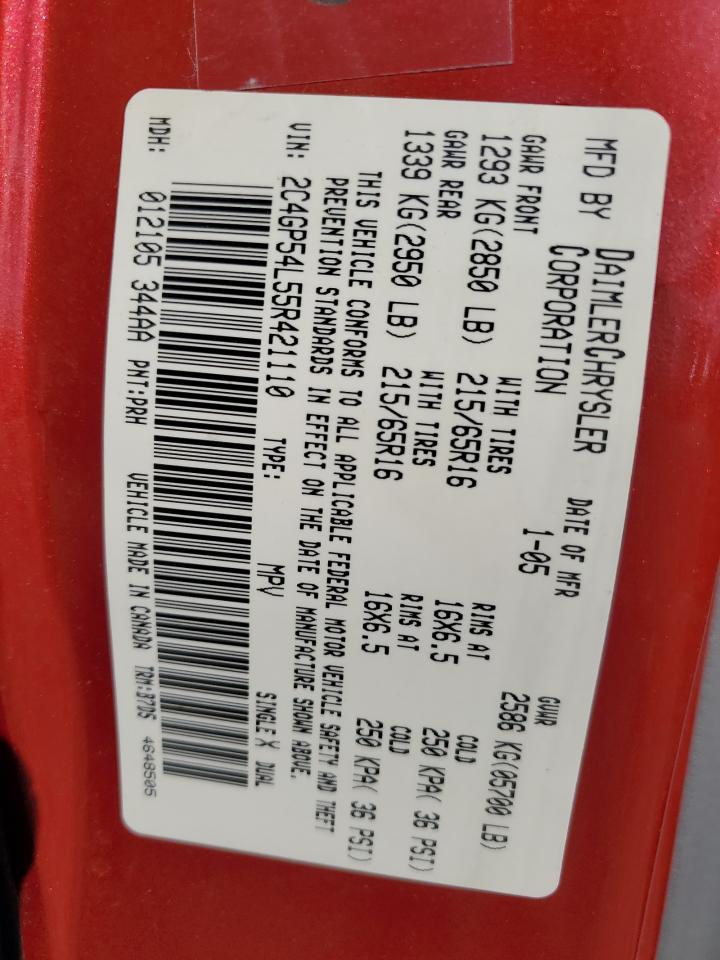 MFD BY DAIMLERCHRYSLER CORPORATION DATE OF MFR 1-05 GVWR 2586 KG(05700 LB)
GAWR FRONT WITH TIRES RIMS AT COLD
1293 KG(2850 LB) 215/65R16 16X6.5 250 KPA( 36 PSI)
GAWR REAR WITH TIRES RIMS AT COLD
1339 KG(2950 LB) 215/65R16 16X6.5 250 KPA( 36 PSI)
THIS VEHICLE CONFORMS TO ALL APPLICABLE FEDERAL MOTOR VEHICLE SAFETY AND THEFT
PREVENTION STANDARDS IN EFFECT ON THE DATE OF MANUFACTURE SHOWN ABOVE.
VIN: 2C4GP54L55R421110 TYPE: MPV SINGLE X DUAL
MDH: 012105 344AA PNT:PRH VEHICLE MADE IN CANADA TRM:B7D5 4648505